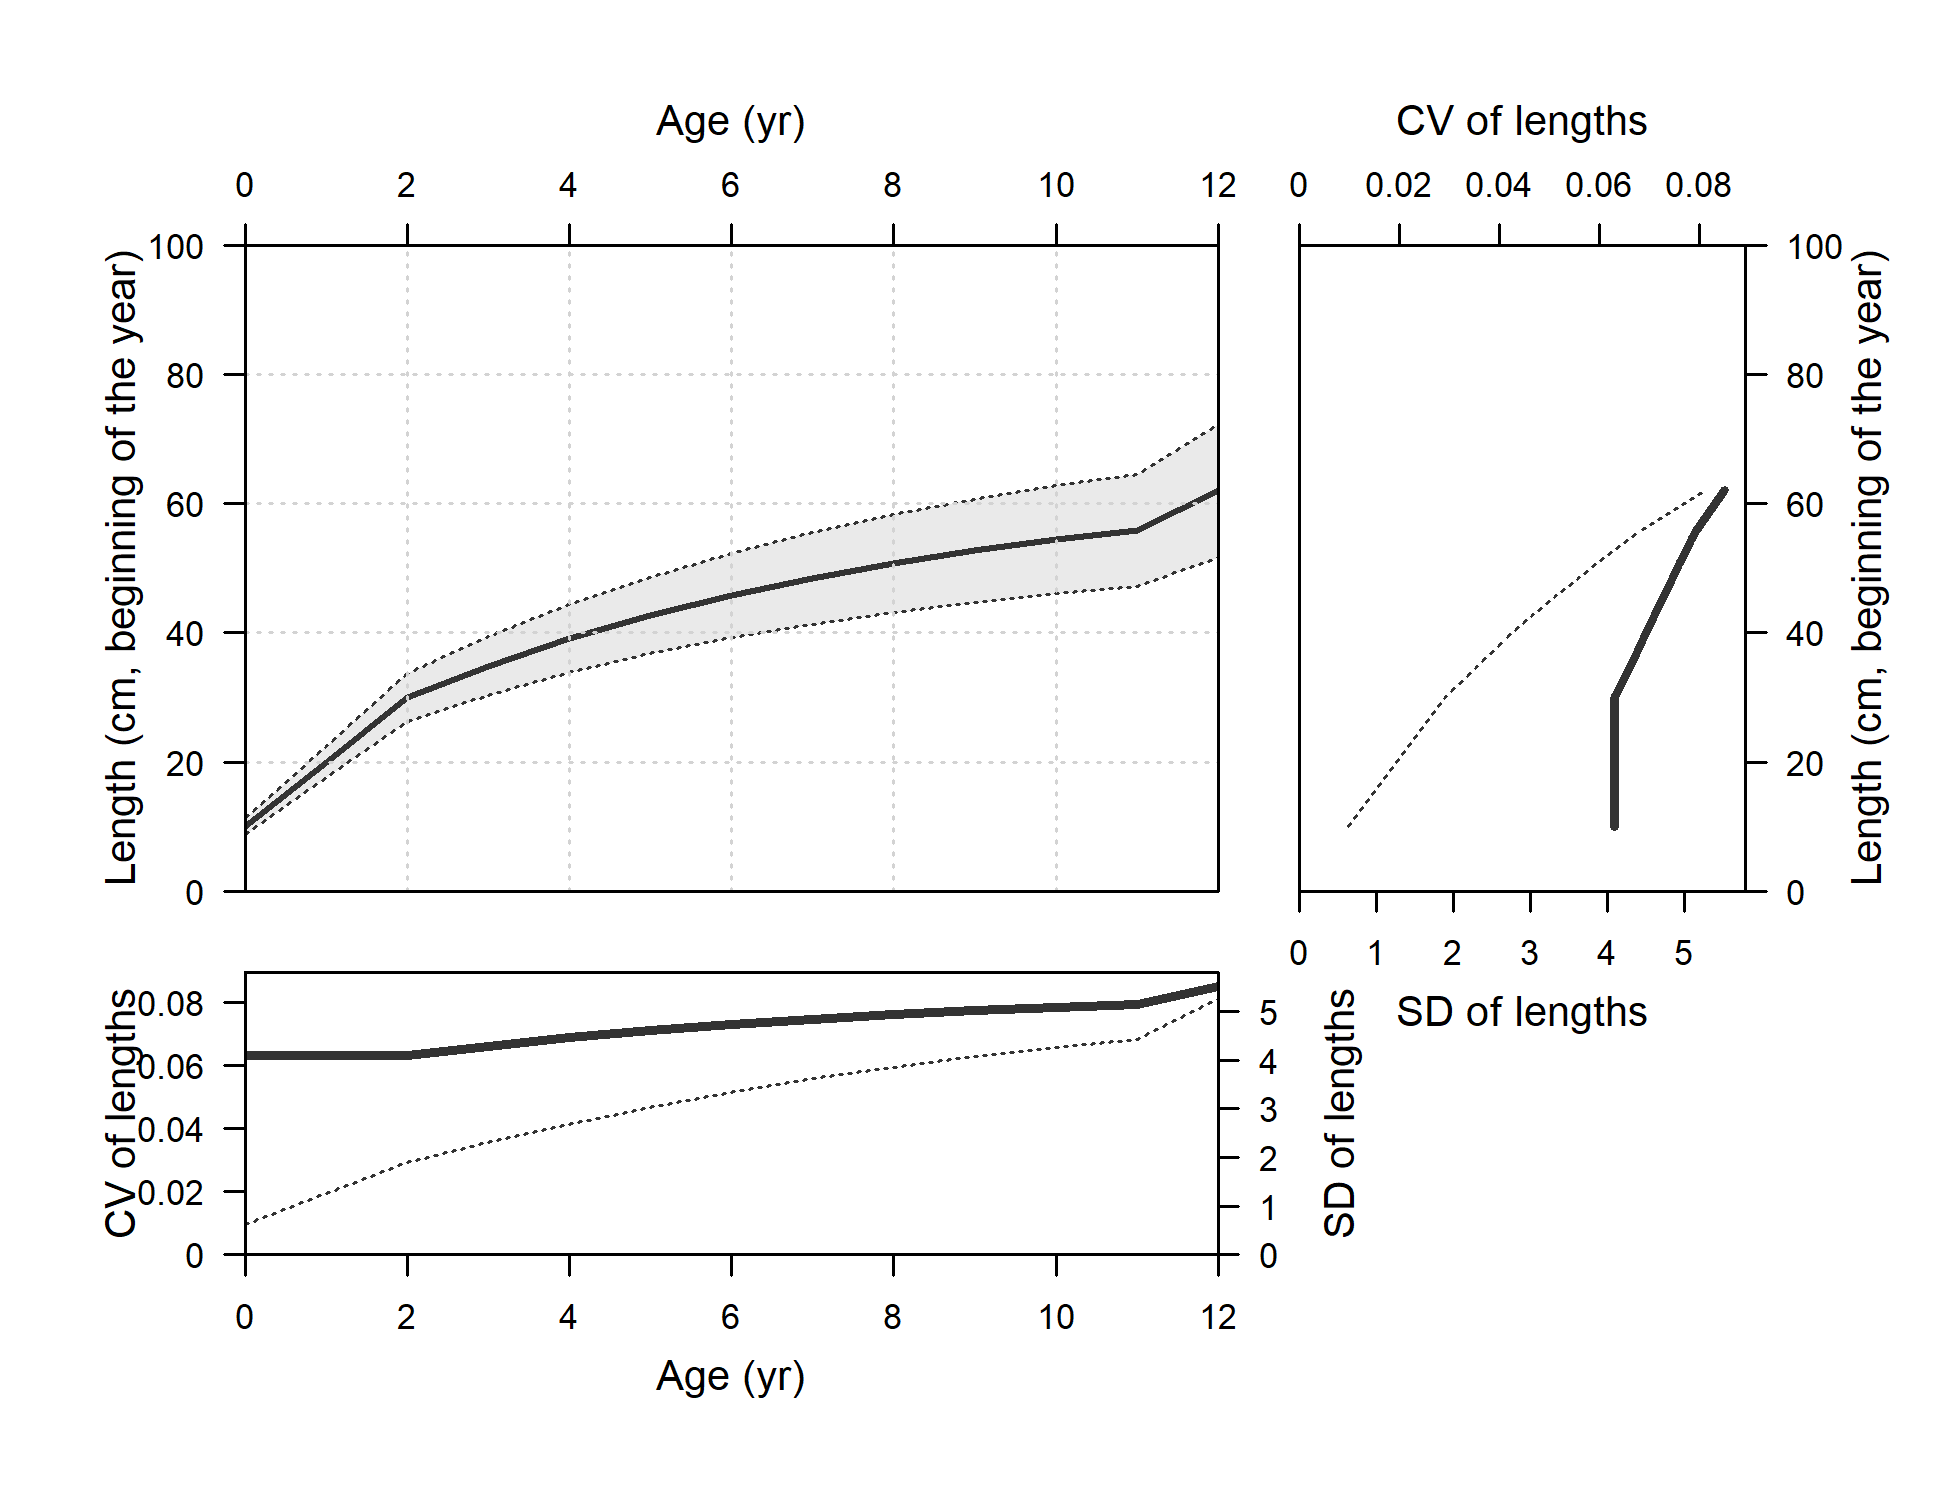 Age (yr)
CV of lengths
0 2 4 6 8 10 12
0 0.02 0.04 0.06 0.08
Length (cm, beginning of the year)
100
80
60
40
20
0
100
80
60
40
20
0
Length (cm, beginning of the year)
0 1 2 3 4 5
SD of lengths
CV of lengths
0.08
0.06
0.04
0.02
0
5
4
3
2
1
0
SD of lengths
0 2 4 6 8 10 12
Age (yr)